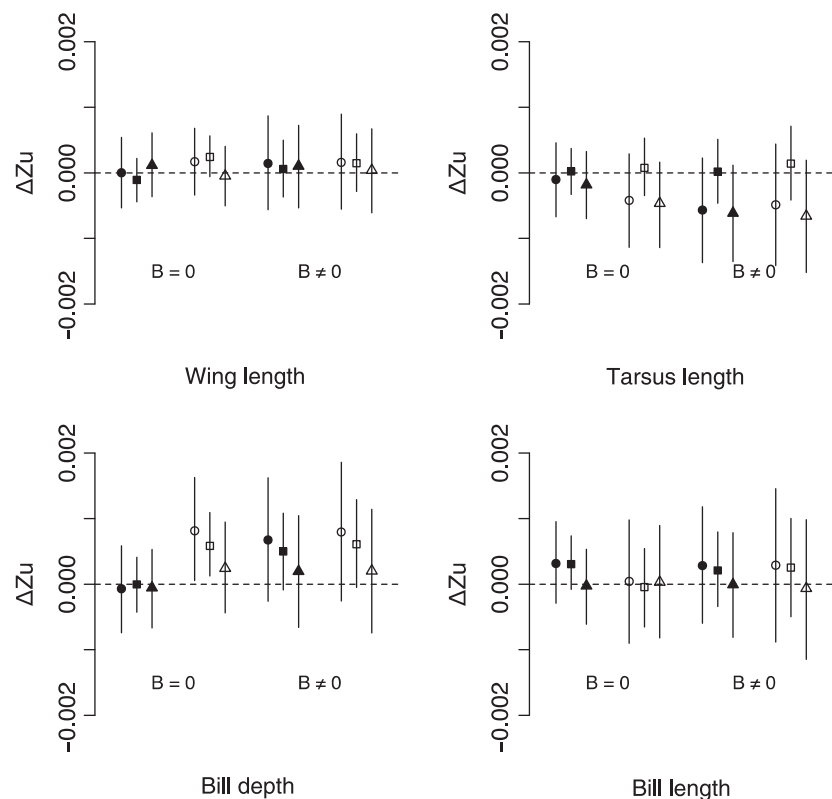 0.002
0.000
-0.002
ΔZu
B = 0
B ≠ 0
Wing length
0.002
0.000
-0.002
ΔZu
B = 0
B ≠ 0
Tarsus length
0.002
0.000
-0.002
ΔZu
B = 0
B ≠ 0
Bill depth
0.002
0.000
-0.002
ΔZu
B = 0
B ≠ 0
Bill length